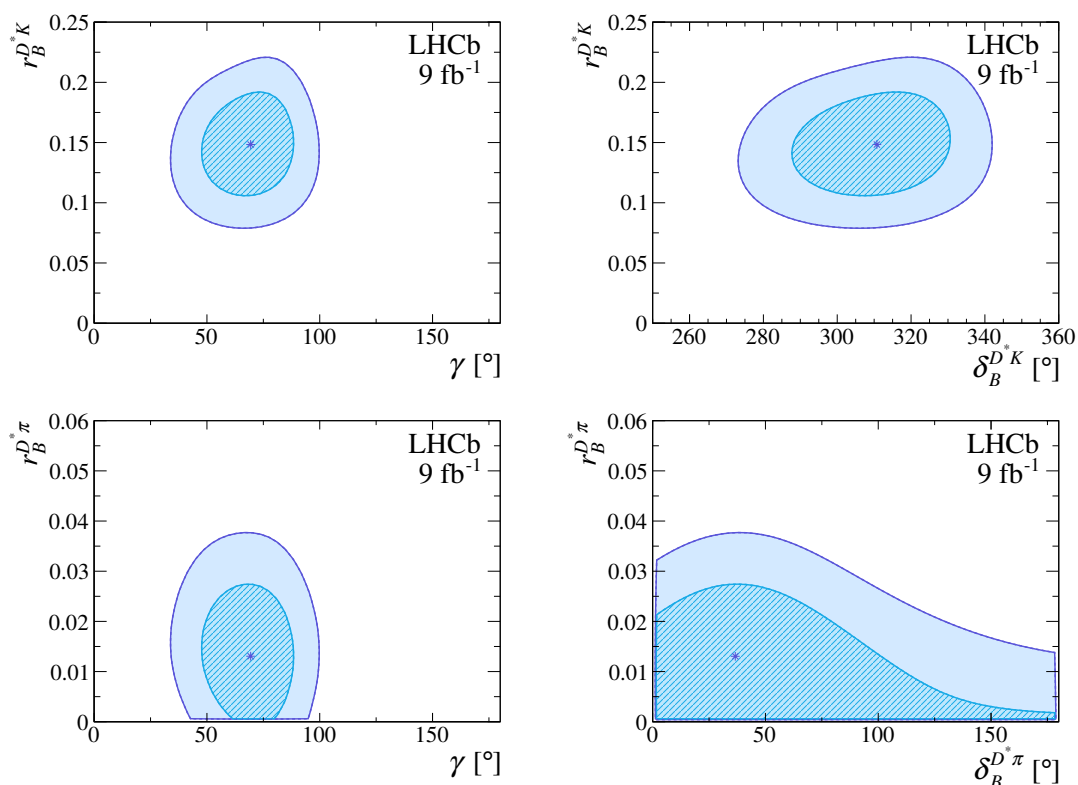 r_B^{D^*K}
0.25
0.2
0.15
0.1
0.05
0
LHCb
9 fb^{-1}
0 50 100 150
γ [°]
r_B^{D^*K}
0.25
0.2
0.15
0.1
0.05
0
LHCb
9 fb^{-1}
260 280 300 320 340 360
δ_B^{D^*K} [°]
r_B^{D^*π}
0.06
0.05
0.04
0.03
0.02
0.01
0
LHCb
9 fb^{-1}
0 50 100 150
γ [°]
r_B^{D^*π}
0.06
0.05
0.04
0.03
0.02
0.01
0
LHCb
9 fb^{-1}
0 50 100 150
δ_B^{D^*π} [°]